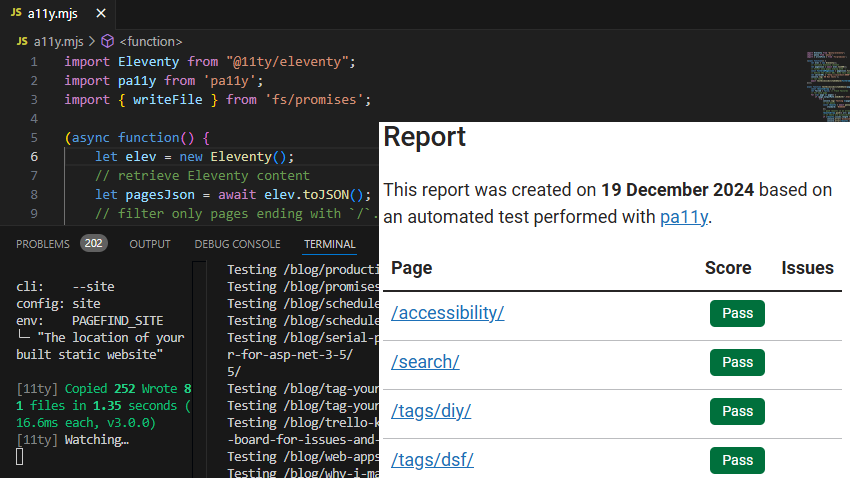 JS a11y.mjs ×
JS a11y.mjs > <function>
1 import Eleventy from "@11ty/eleventy";
2 import pa11y from 'pa11y';
3 import { writeFile } from 'fs/promises';
4
5 (async function() {
6 let elev = new Eleventy();
7 // retrieve Eleventy content
8 let pagesJson = await elev.toJSON();
9 // filter only pages ending with `/`.
PROBLEMS 202 OUTPUT DEBUG CONSOLE TERMINAL
cli: --site
config: site
env: PAGEFIND_SITE
└─ "The location of your
built static website"
[11ty] Copied 252 Wrote 8
1 files in 1.35 seconds (
16.6ms each, v3.0.0)
[11ty] Watching…
Testing /blog/producti
Testing /blog/promises
Testing /blog/schedule
Testing /blog/schedule
Testing /blog/serial-p
r-for-asp-net-3-5/
5/
Testing /blog/tag-your
Testing /blog/tag-your
Testing /blog/trello-k
-board-for-issues-and-
Testing /blog/web-apps
Testing /blog/why-i-ma
Report
This report was created on 19 December 2024 based on
an automated test performed with pa11y.
Page Score Issues
/accessibility/ Pass
/search/ Pass
/tags/diy/ Pass
/tags/dsf/ Pass